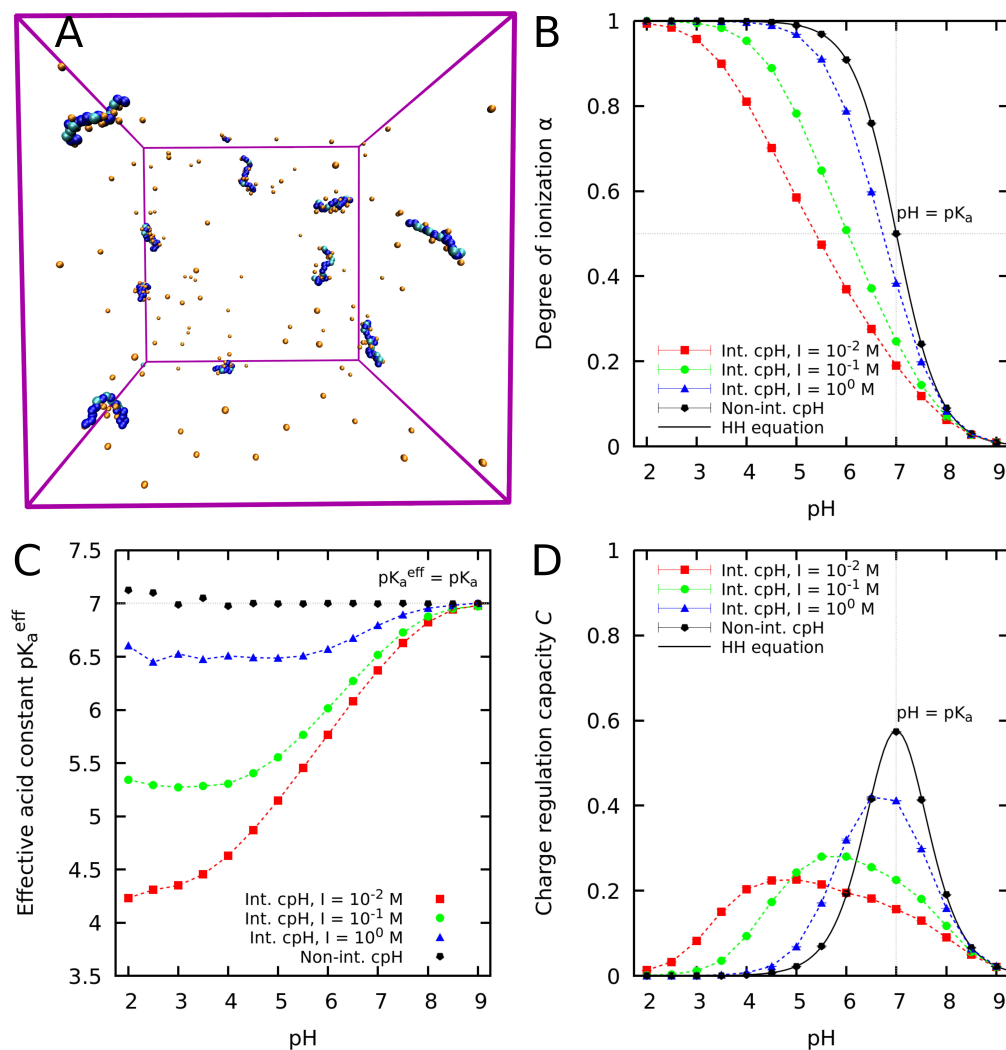 A
B
1
0.8
0.6
0.4
0.2
0
Degree of ionization α
pH = pKₐ
Int. cpH, I = 10⁻² M
Int. cpH, I = 10⁻¹ M
Int. cpH, I = 10⁰ M
Non-int. cpH
HH equation
2 3 4 5 6 7 8 9
pH
C
7.5
7
6.5
6
5.5
5
4.5
4
3.5
Effective acid constant pKₐᵉᶠᶠ
pKₐᵉᶠᶠ = pKₐ
Int. cpH, I = 10⁻² M
Int. cpH, I = 10⁻¹ M
Int. cpH, I = 10⁰ M
Non-int. cpH
2 3 4 5 6 7 8 9
pH
D
1
0.8
0.6
0.4
0.2
0
Charge regulation capacity C
Int. cpH, I = 10⁻² M
Int. cpH, I = 10⁻¹ M
Int. cpH, I = 10⁰ M
Non-int. cpH
HH equation
pH = pKₐ
2 3 4 5 6 7 8 9
pH